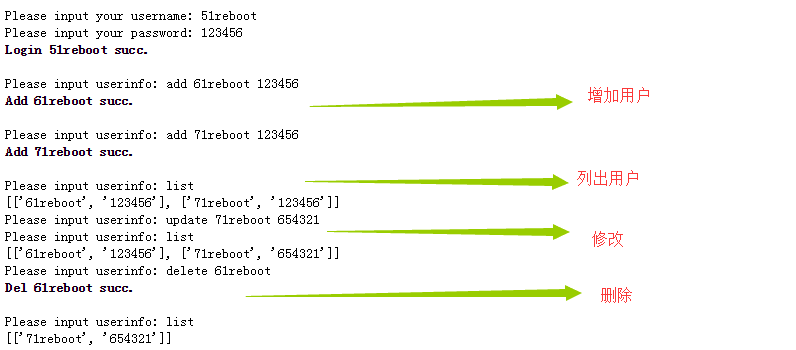 Please input your username: 51reboot
Please input your password: 123456
Login 51reboot succ.
Please input userinfo: add 61reboot 123456
Add 61reboot succ.
增加用户
Please input userinfo: add 71reboot 123456
Add 71reboot succ.
Please input userinfo: list
列出用户
[['61reboot', '123456'], ['71reboot', '123456']]
Please input userinfo: update 71reboot 654321
Please input userinfo: list
修改
[['61reboot', '123456'], ['71reboot', '654321']]
Please input userinfo: delete 61reboot
Del 61reboot succ.
删除
Please input userinfo: list
[['71reboot', '654321']]